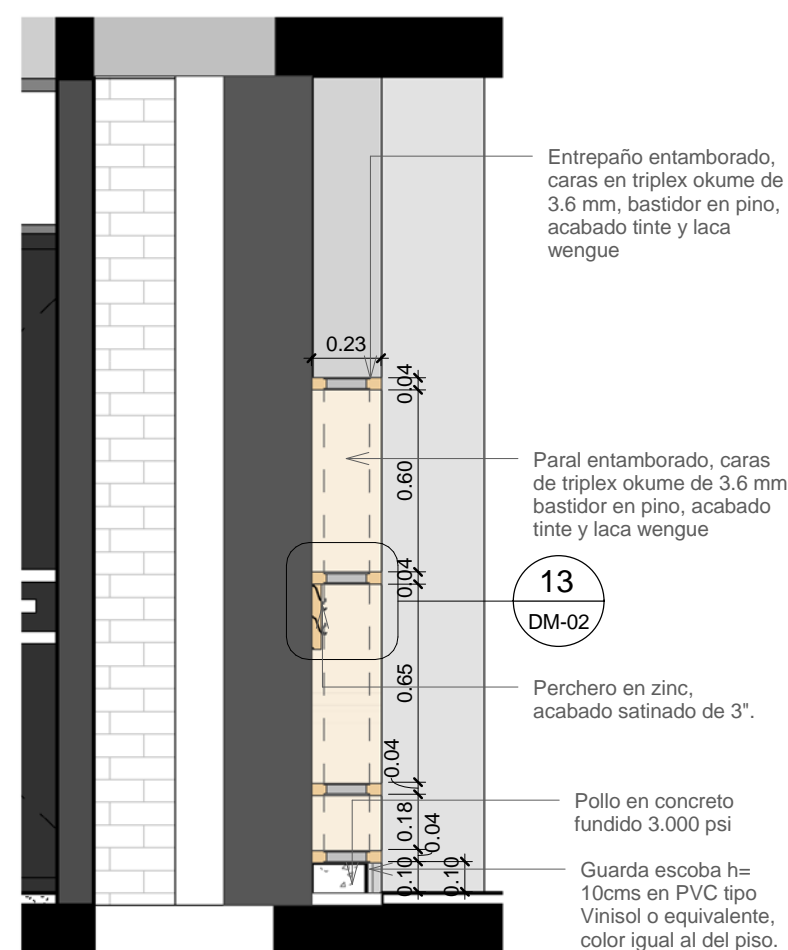 Entrepaño entamborado,
caras en triplex okume de
3.6 mm, bastidor en pino,
acabado tinte y laca
wengue
0.23
0.04
0.60
Paral entamborado, caras
de triplex okume de 3.6 mm
bastidor en pino, acabado
tinte y laca wengue
0.04
13
DM-02
0.65
Perchero en zinc,
acabado satinado de 3".
0.04
0.18
0.04
Pollo en concreto
fundido 3.000 psi
0.10
0.10
Guarda escoba h=
10cms en PVC tipo
Vinisol o equivalente,
color igual al del piso.